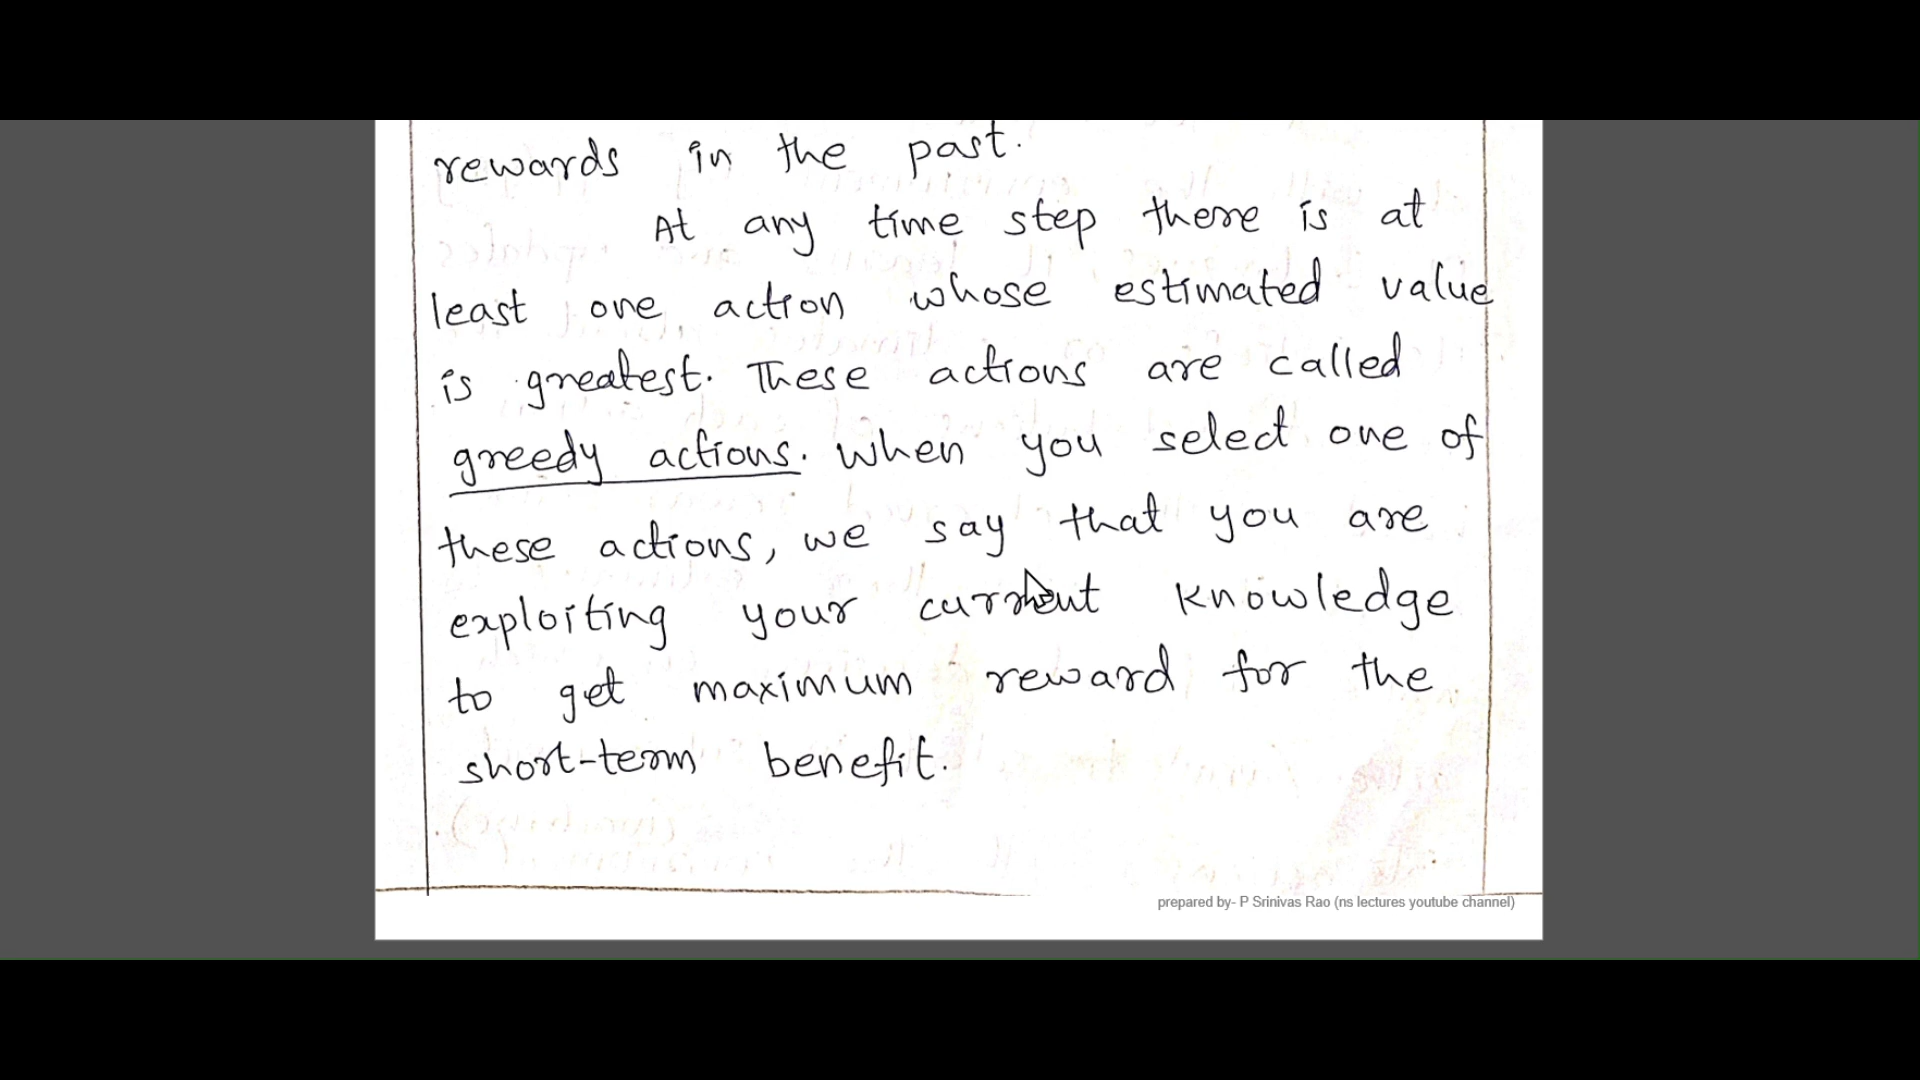 rewards in the past.
At any time step there is at
least one action whose estimated value
is greatest. These actions are called
greedy actions. When you select one of
these actions, we say that you are
exploiting your current knowledge
to get maximum reward for the
short-term benefit.
prepared by- P Srinivas Rao (ns lectures youtube channel)